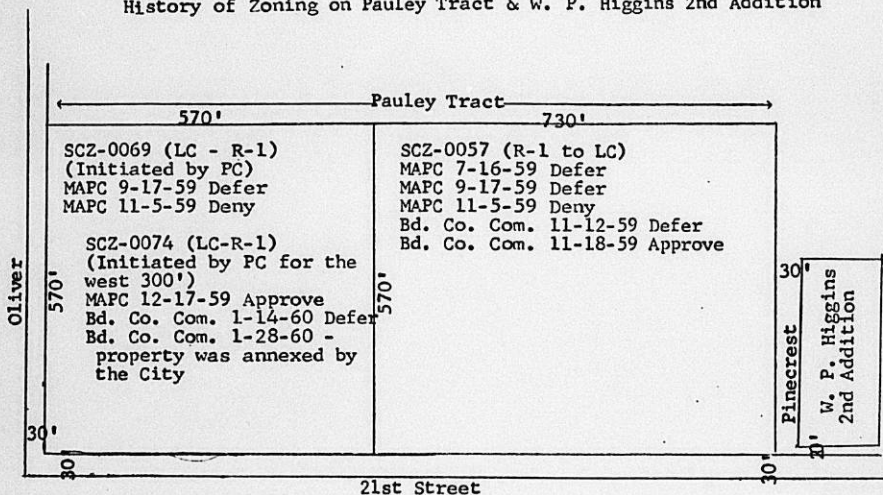 History of Zoning on Pauley Tract & W. P. Higgins 2nd Addition
Pauley Tract
570'
730'
SCZ-0069 (LC - R-1)
(Initiated by PC)
MAPC 9-17-59 Defer
MAPC 11-5-59 Deny
SCZ-0074 (LC-R-1)
(Initiated by PC for the
west 300')
MAPC 12-17-59 Approve
Bd. Co. Com. 1-14-60 Defer
Bd. Co. Com. 1-28-60 -
property was annexed by
the City
SCZ-0057 (R-1 to LC)
MAPC 7-16-59 Defer
MAPC 9-17-59 Defer
MAPC 11-5-59 Deny
Bd. Co. Com. 11-12-59 Defer
Bd. Co. Com. 11-18-59 Approve
Oliver
570'
570'
30'
Pinecrest
W. P. Higgins
2nd Addition
30'
30'
30'
21st Street